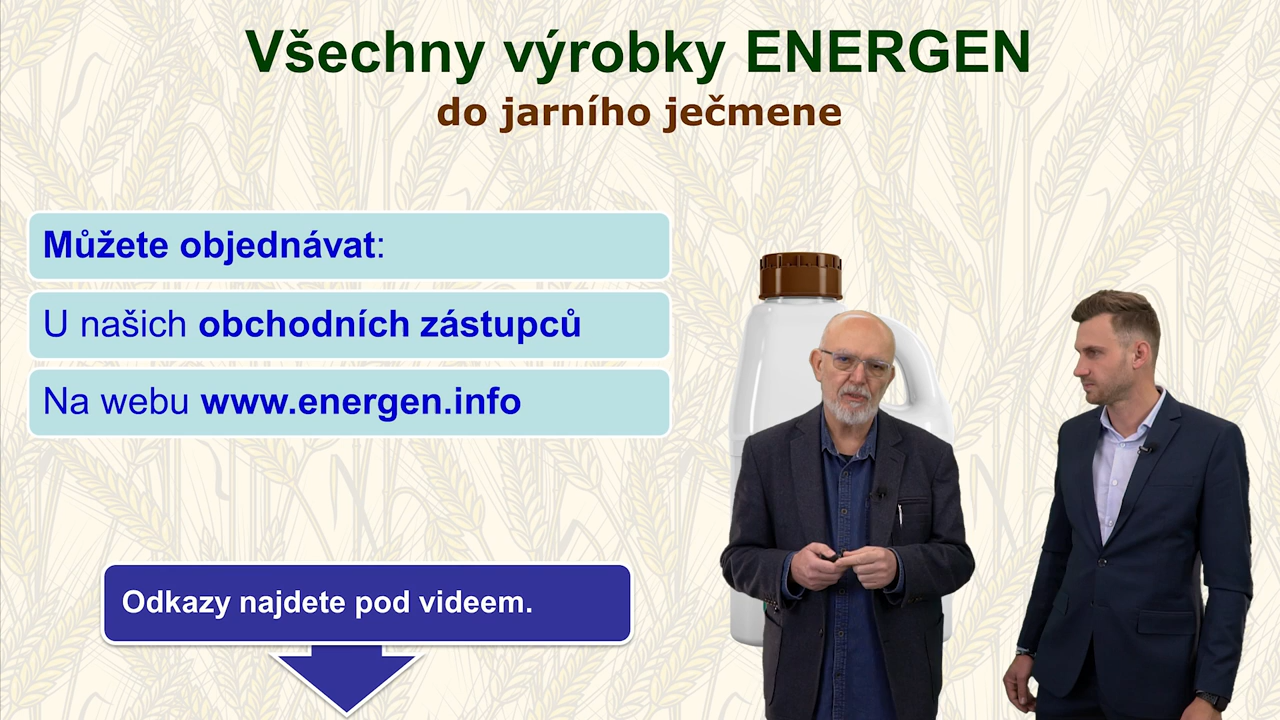 Všechny výrobky ENERGEN
do jarního ječmene
Můžete objednávat:
U našich obchodních zástupců
Na webu www.energen.info
Odkazy najdete pod videem.